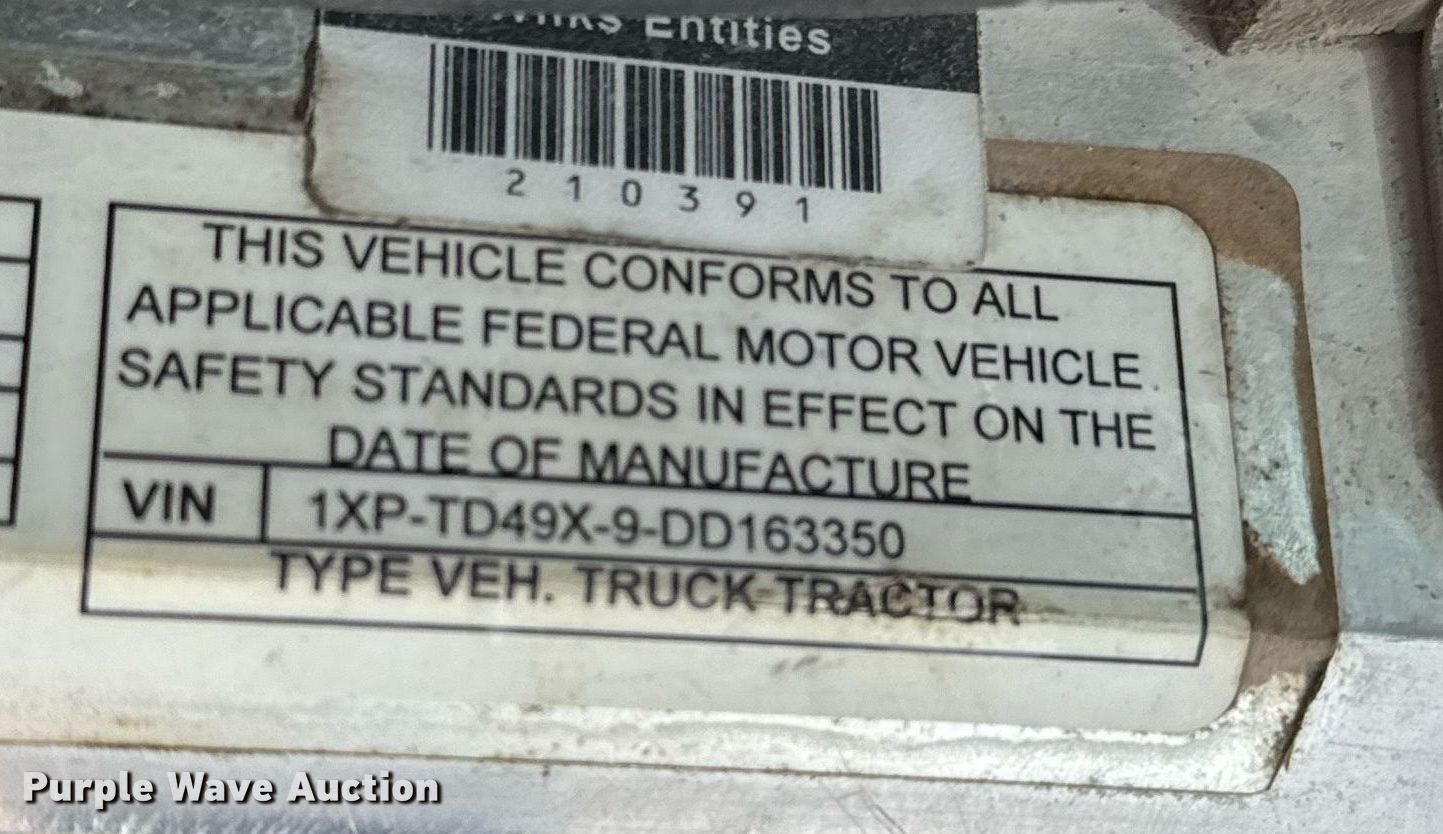 Entities
210391
THIS VEHICLE CONFORMS TO ALL
APPLICABLE FEDERAL MOTOR VEHICLE
SAFETY STANDARDS IN EFFECT ON THE
DATE OF MANUFACTURE
VIN 1XP-TD49X-9-DD163350
TYPE VEH. TRUCK-TRACTOR
Purple Wave Auction